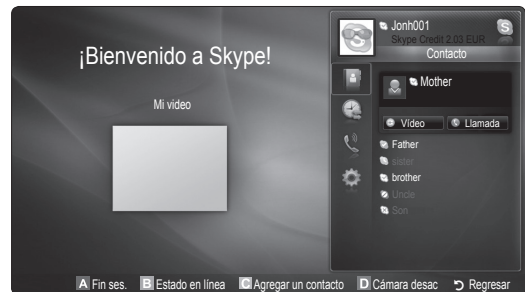 ¡Bienvenido a Skype!
Mi video
Jonh001
Skype Credit 2.03 EUR
Contacto
Mother
Vídeo
Llamada
Father
sister
brother
Uncle
Son
A Fin ses. B Estado en línea C Agregar un contacto D Cámara desac Regresar